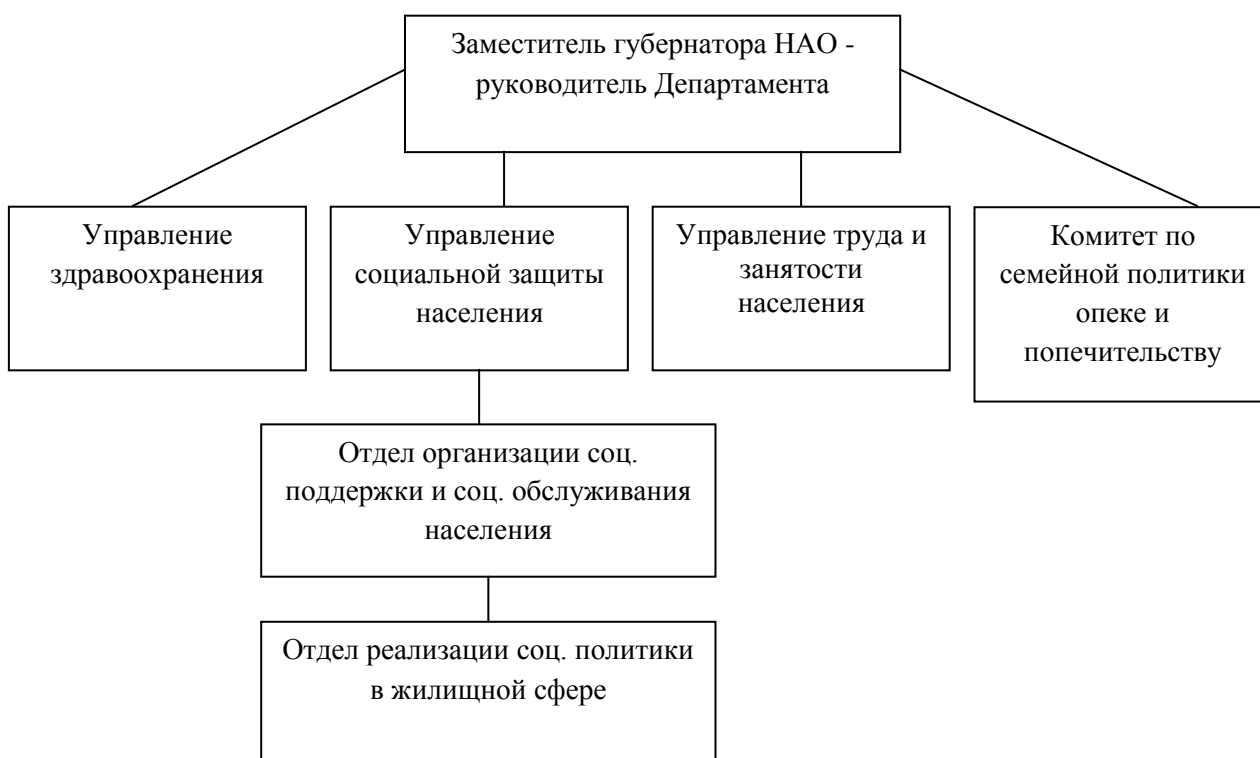 Заместитель губернатора НАО -
руководитель Департамента
Управление
здравоохранения
Управление
социальной защиты
населения
Управление труда и
занятости
населения
Комитет по
семейной политики
опеке и
попечительству
Отдел организации соц.
поддержки и соц. обслуживания
населения
Отдел реализации соц. политики
в жилищной сфере